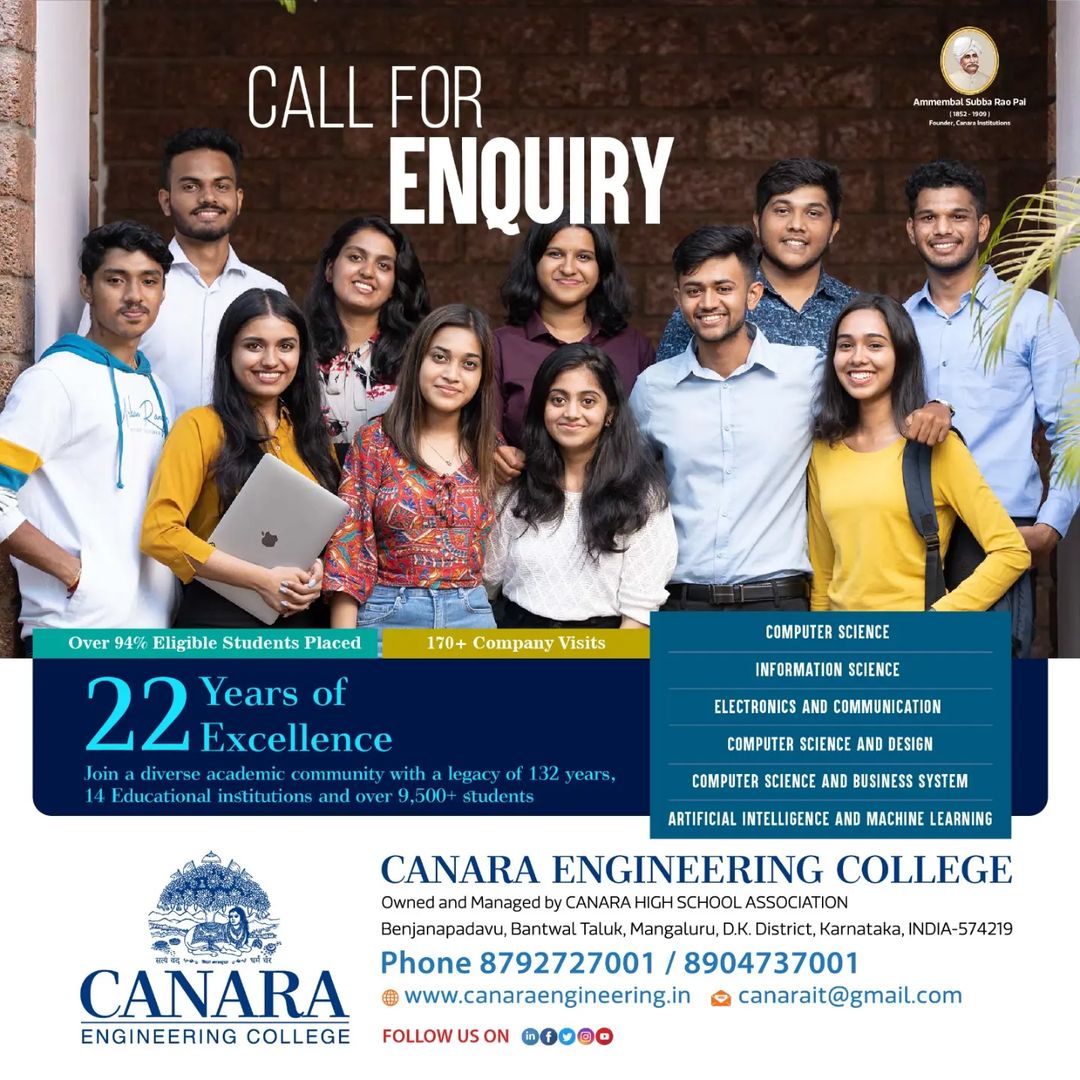 CALL FOR
ENQUIRY
Ammembal Subba Rao Pai
(1852 - 1909)
Founder, Canara Institutions
Over 94% Eligible Students Placed
170+ Company Visits
22 Years of
Excellence
Join a diverse academic community with a legacy of 132 years,
14 Educational institutions and over 9,500+ students
COMPUTER SCIENCE
INFORMATION SCIENCE
ELECTRONICS AND COMMUNICATION
COMPUTER SCIENCE AND DESIGN
COMPUTER SCIENCE AND BUSINESS SYSTEM
ARTIFICIAL INTELLIGENCE AND MACHINE LEARNING
सत्यं वद
धर्मं चर
CANARA
ENGINEERING COLLEGE
CANARA ENGINEERING COLLEGE
Owned and Managed by CANARA HIGH SCHOOL ASSOCIATION
Benjanapadavu, Bantwal Taluk, Mangaluru, D.K. District, Karnataka, INDIA-574219
Phone 8792727001 / 8904737001
www.canaraengineering.in canarait@gmail.com
FOLLOW US ON